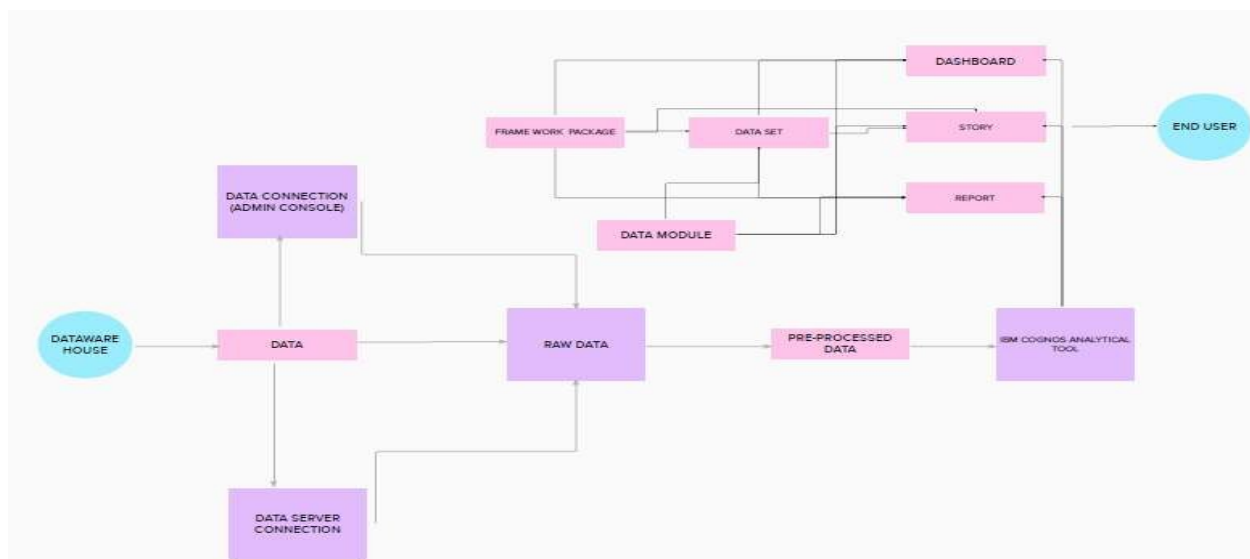 DASHBOARD
FRAME WORK PACKAGE
DATA SET
STORY
END USER
DATA CONNECTION
(ADMIN CONSOLE)
REPORT
DATA MODULE
DATAWARE
HOUSE
DATA
RAW DATA
PRE-PROCESSED
DATA
IBM COGNOS ANALYTICAL
TOOL
DATA SERVER
CONNECTION